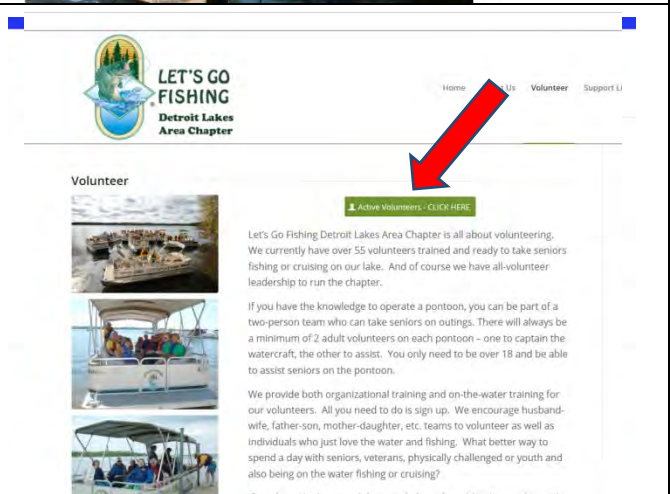 LET'S GO
FISHING
Detroit Lakes
Area Chapter
Home Us Volunteer Support
Volunteer
Active Volunteers - CLICK HERE
Let's Go Fishing Detroit Lakes Area Chapter is all about volunteering.
We currently have over 55 volunteers trained and ready to take seniors
fishing or cruising on our lake. And of course we have all-volunteer
leadership to run the chapter.
If you have the knowledge to operate a pontoon, you can be part of a
two-person team who can take seniors on outings. There will always be
a minimum of 2 adult volunteers on each pontoon – one to captain the
watercraft, the other to assist. You only need to be over 18 and be able
to assist seniors on the pontoon.
We provide both organizational training and on-the-water training for
our volunteers. All you need to do is sign up. We encourage husband-
wife, father-son, mother-daughter, etc. teams to volunteer as well as
individuals who just love the water and fishing. What better way to
spend a day with seniors, veterans, physically challenged or youth and
also being on the water fishing or cruising?